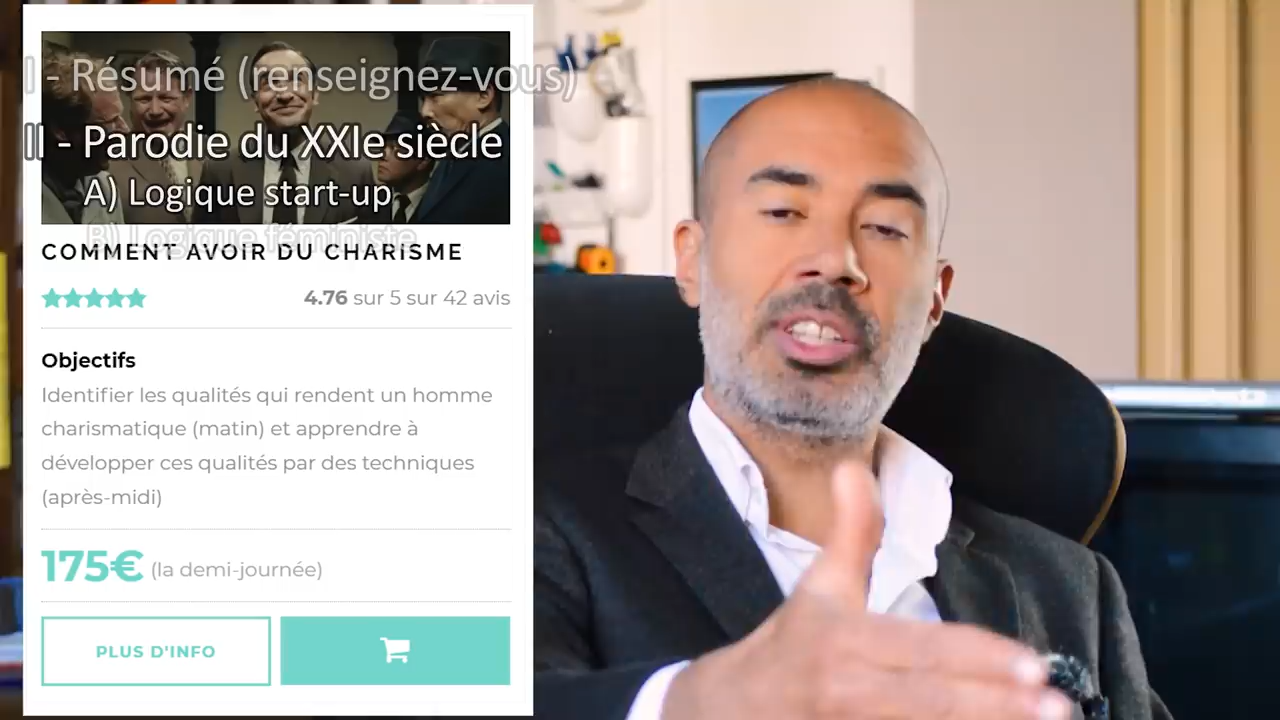 I - Résumé (renseignez-vous)
II - Parodie du XXIe siècle
A) Logique start-up
B) Logique féministe
COMMENT AVOIR DU CHARISME
4.76 sur 5 sur 42 avis
Objectifs
Identifier les qualités qui rendent un homme
charismatique (matin) et apprendre à
développer ces qualités par des techniques
(après-midi)
175€ (la demi-journée)
PLUS D'INFO